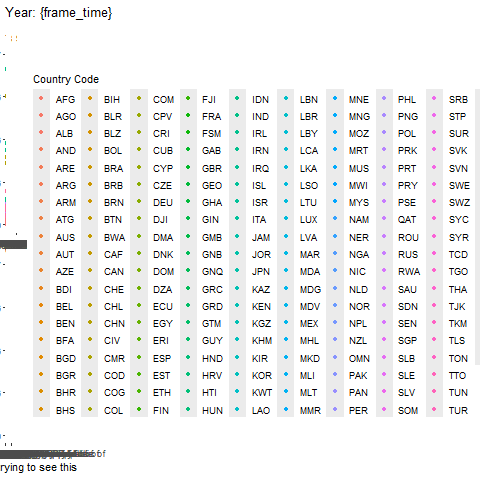 Year: {frame_time}
Country Code
AFG BIH COM FJI IDN LBN MNE PHL SRB
AGO BLR CPV FRA IND LBR MNG PNG STP
ALB BLZ CRI FSM IRL LBY MOZ POL SUR
AND BOL CUB GAB IRN LCA MRT PRK SVK
ARE BRA CYP GBR IRQ LKA MUS PRT SVN
ARG BRB CZE GEO ISL LSO MWI PRY SWE
ARM BRN DEU GHA ISR LTU MYS PSE SWZ
ATG BTN DJI GIN ITA LUX NAM QAT SYC
AUS BWA DMA GMB JAM LVA NER ROU SYR
AUT CAF DNK GNB JOR MAR NGA RUS TCD
AZE CAN DOM GNQ JPN MDA NIC RWA TGO
BDI CHE DZA GRC KAZ MDG NLD SAU THA
BEL CHL ECU GRD KEN MDV NOR SDN TJK
BEN CHN EGY GTM KGZ MEX NPL SEN TKM
BFA CIV ERI GUY KHM MHL NZL SGP TLS
BGD CMR ESP HND KIR MKD OMN SLB TON
BGR COD EST HRV KOR MLI PAK SLE TTO
BHR COG ETH HTI KWT MLT PAN SLV TUN
BHS COL FIN HUN LAO MMR PER SOM TUR
rying to see this